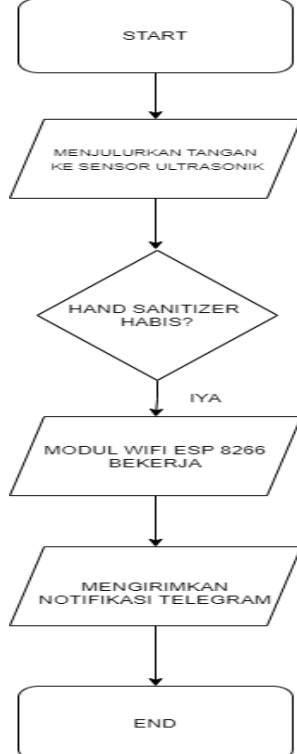 START
MENJULURKAN TANGAN
KE SENSOR ULTRASONIK
HAND SANITIZER
HABIS?
IYA
MODUL WIFI ESP 8266
BEKERJA
MENGIRIMKAN
NOTIFIKASI TELEGRAM
END